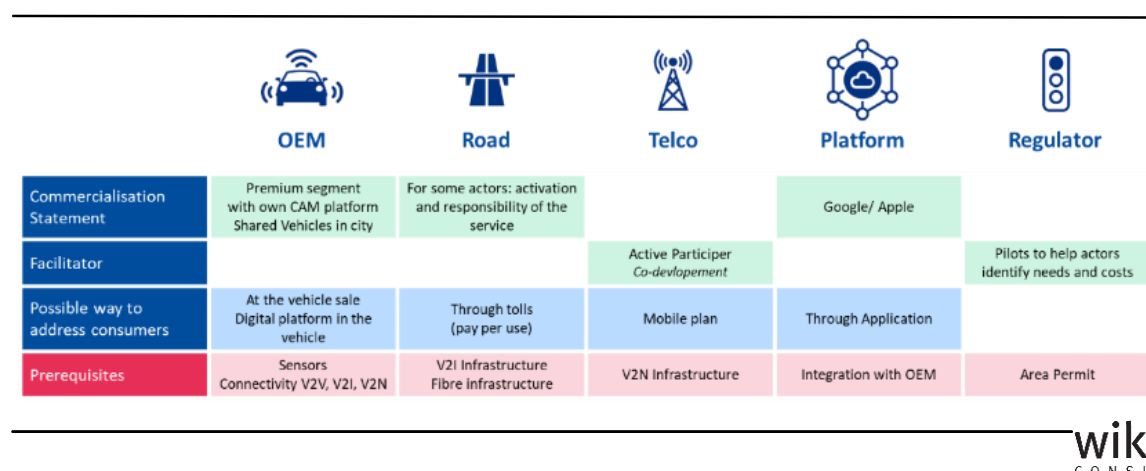 OEM
Road
Telco
Platform
Regulator
Commercialisation
Statement
Premium segment
with own CAM platform
Shared Vehicles in city
For some actors: activation
and responsibility of the
service
Google/ Apple
Facilitator
Active Participer
Co-devlopement
Pilots to help actors
identify needs and costs
Possible way to
address consumers
At the vehicle sale
Digital platform in the
vehicle
Through tolls
(pay per use)
Mobile plan
Through Application
Prerequisites
Sensors
Connectivity V2V, V2I, V2N
V2I Infrastructure
Fibre infrastructure
V2N Infrastructure
Integration with OEM
Area Permit
wik